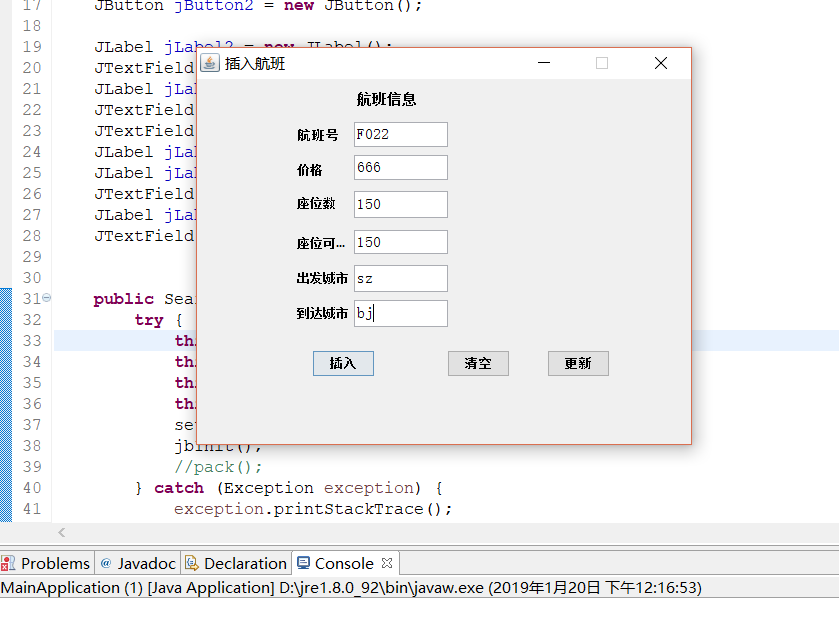 17 JButton jButton2 = new JButton();
18
19 JLabel jLabel2 = new JLabel();
20 JTextField
21 JLabel jLa
22 JTextField
23 JTextField
24 JLabel jLa
25 JLabel jLa
26 JTextField
27 JLabel jLa
28 JTextField
29
30
31 public Sea
32 try {
33 th
34 th
35 th
36 th
37 se
38 jbInit();
39 //pack();
40 } catch (Exception exception) {
41 exception.printStackTrace();
插入航班
航班信息
航班号 F022
价格 666
座位数 150
座位可... 150
出发城市 sz
到达城市 bj
插入 清空 更新
Problems @ Javadoc Declaration Console
MainApplication (1) [Java Application] D:\jre1.8.0_92\bin\javaw.exe (2019年1月20日 下午12:16:53)